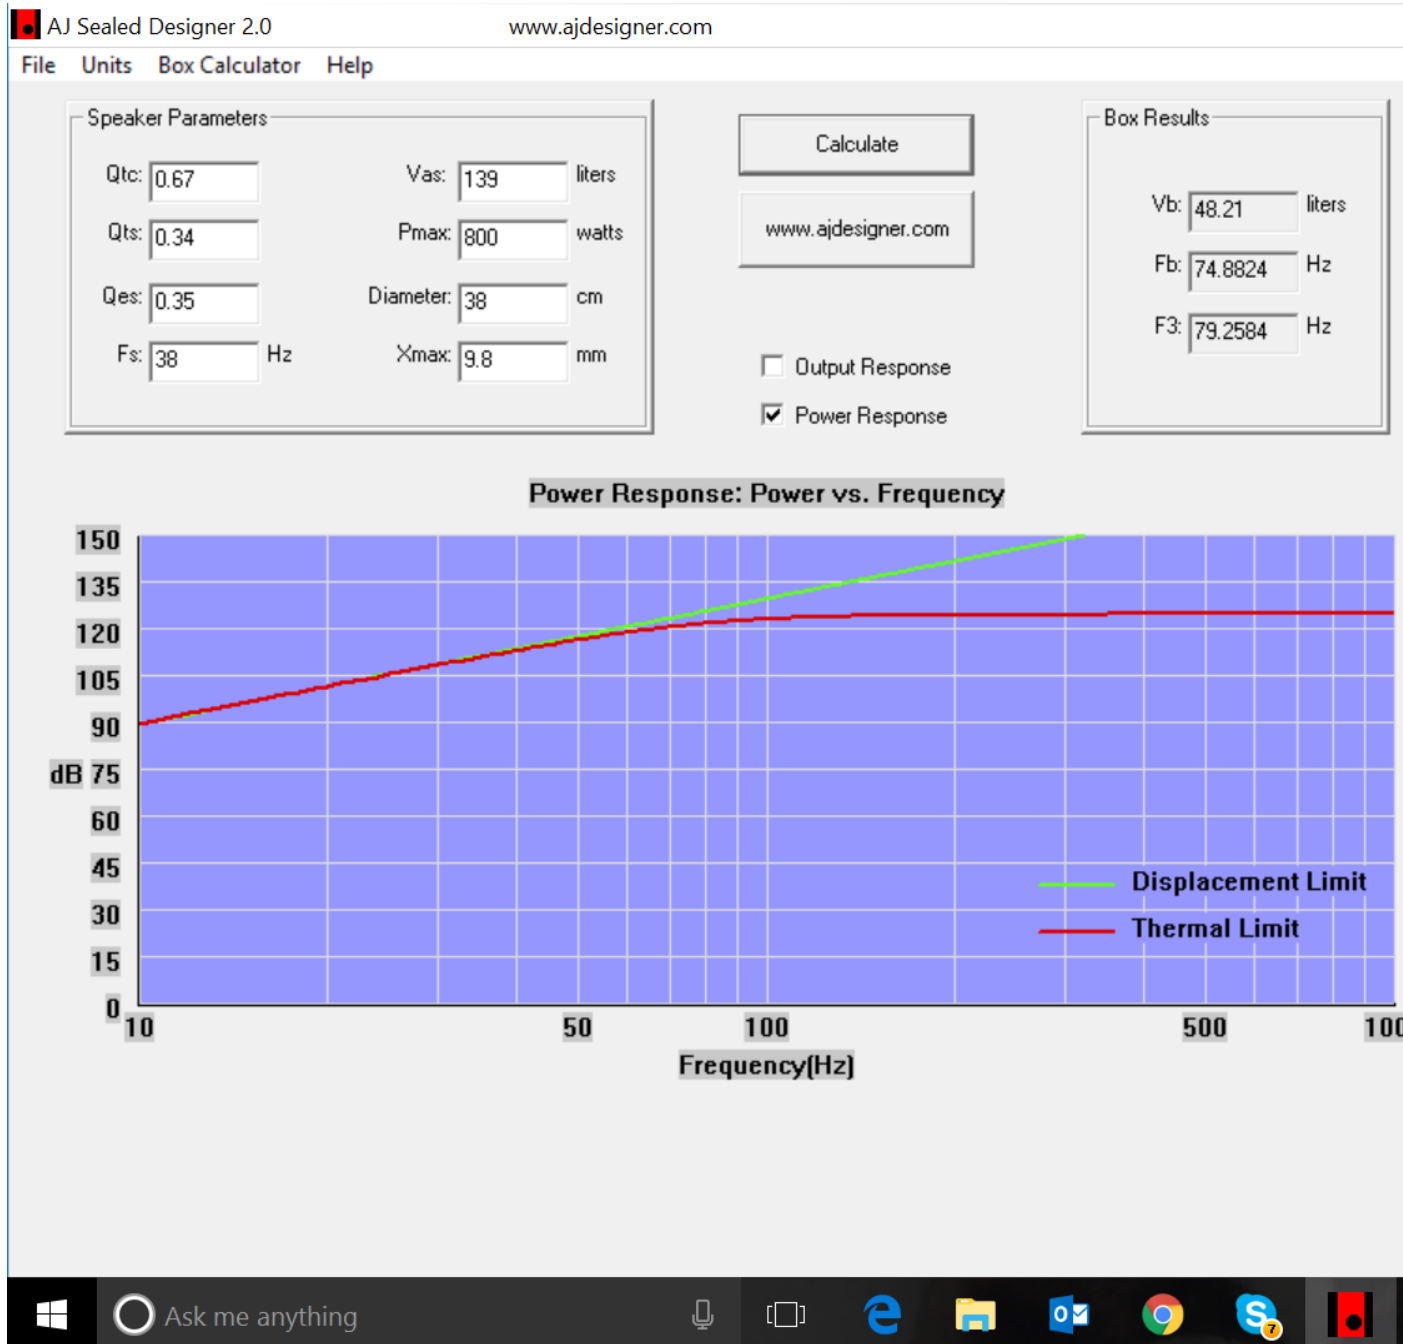 AJ Sealed Designer 2.0 www.ajdesigner.com
File Units Box Calculator Help
Speaker Parameters
Qtc: 0.67 Vas: 139 liters
Qts: 0.34 Pmax: 800 watts
Qes: 0.35 Diameter: 38 cm
Fs: 38 Hz Xmax: 9.8 mm
Calculate
www.ajdesigner.com
Output Response
Power Response
Box Results
Vb: 48.21 liters
Fb: 74.8824 Hz
F3: 79.2584 Hz
Power Response: Power vs. Frequency
150
135
120
105
90
dB 75
60
45
30
15
0
Displacement Limit
Thermal Limit
10 50 100 500 100
Frequency(Hz)
Ask me anything
7